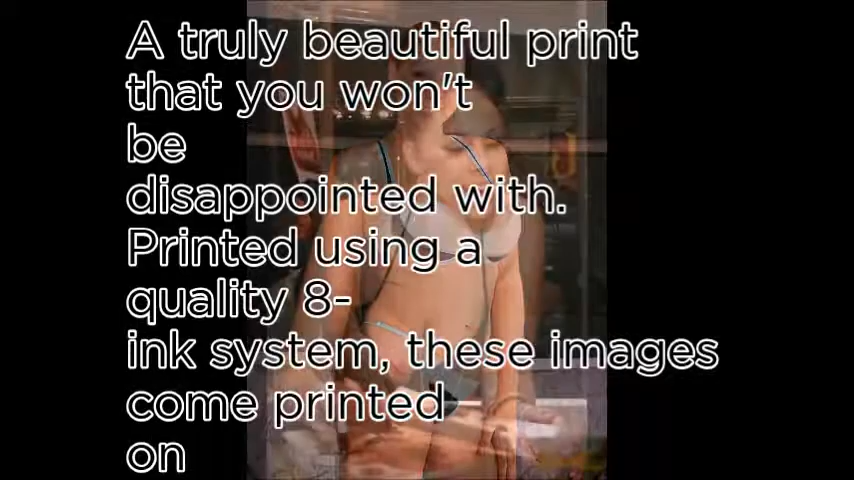 A truly beautiful print
that you won't
be
disappointed with.
Printed using a
quality 8-
ink system, these images
come printed
on